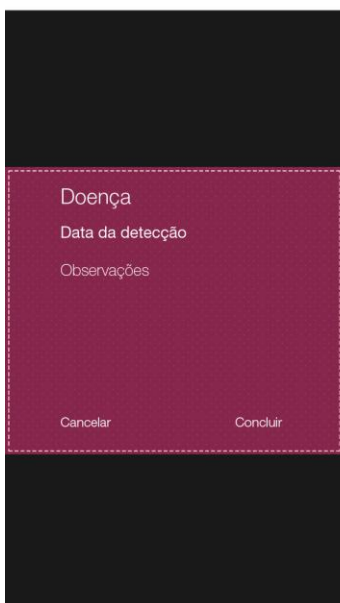 Doença
Data da detecção
Observações
Cancelar
Concluir